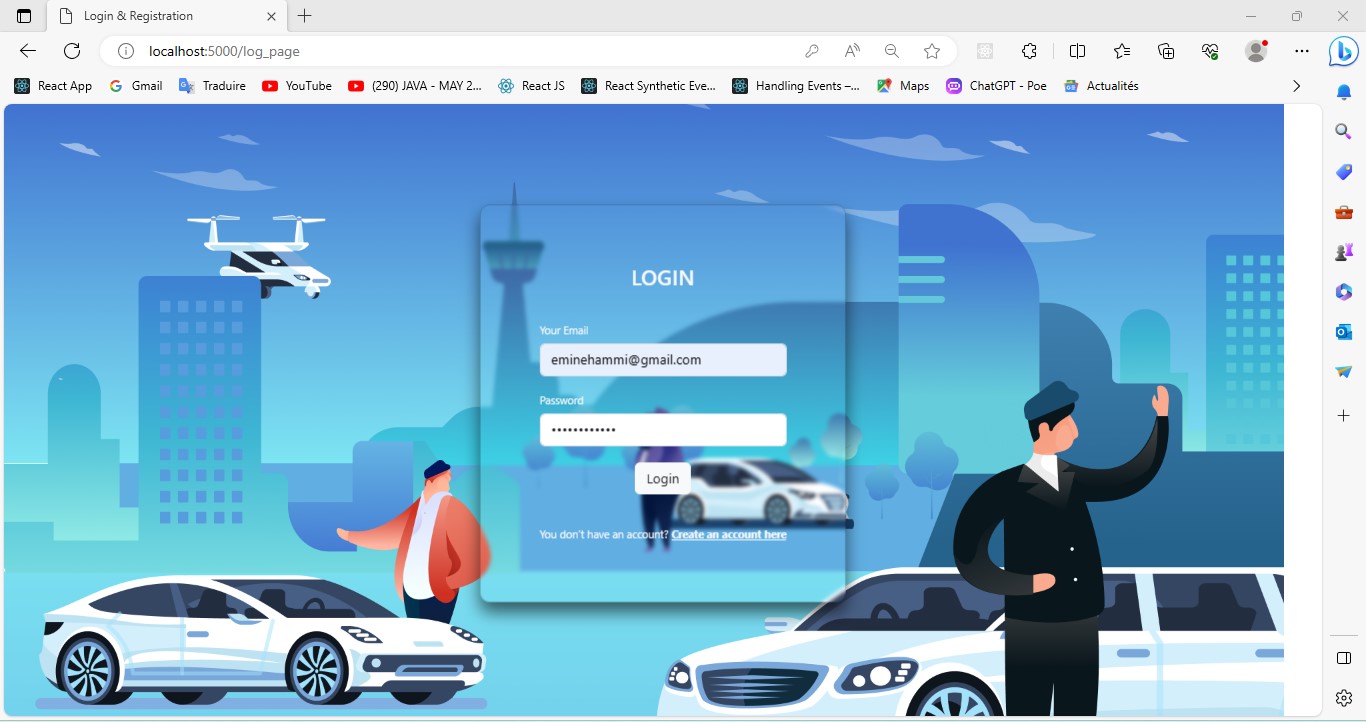 Login & Registration
localhost:5000/log_page
React App
Gmail
Traduire
YouTube
(290) JAVA - MAY 2...
React JS
React Synthetic Eve...
Handling Events –...
Maps
ChatGPT - Poe
Actualités
LOGIN
Your Email
eminehammi@gmail.com
Password
Login
You don't have an account? Create an account here